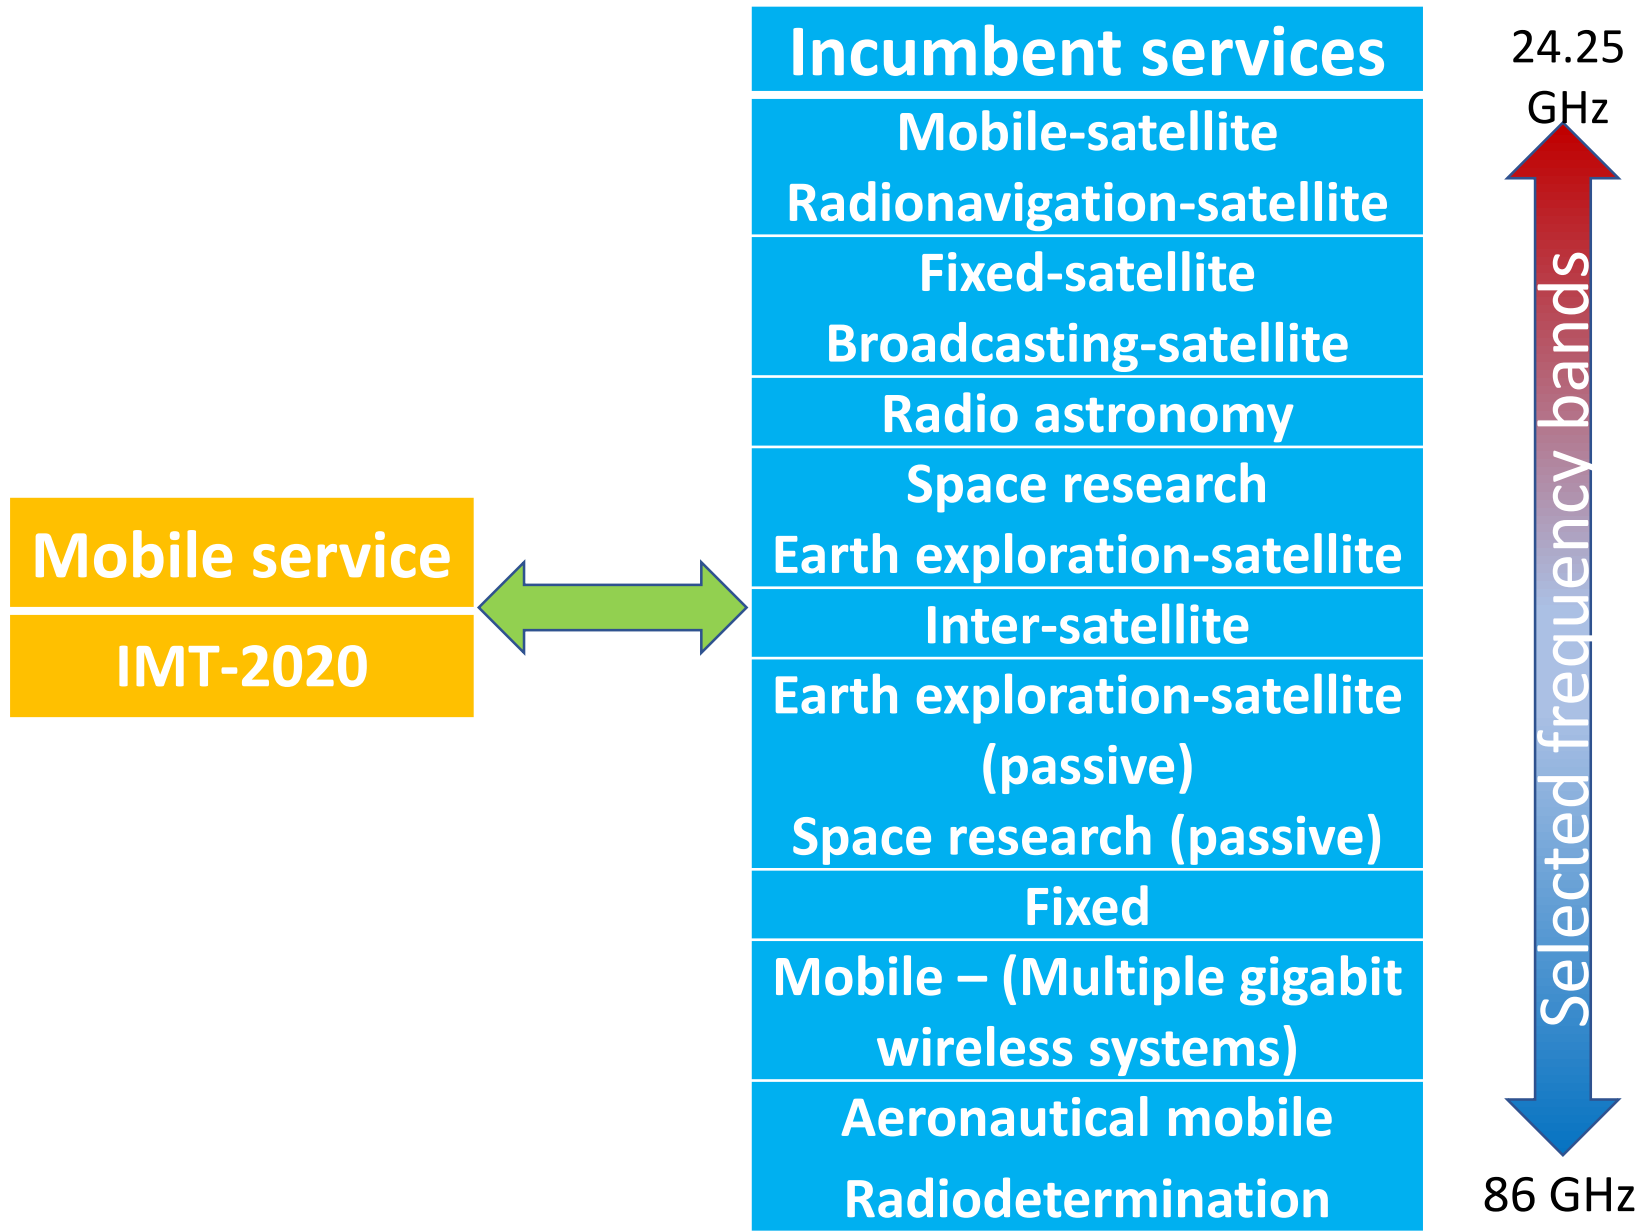 Incumbent services
Mobile-satellite
Radionavigation-satellite
Fixed-satellite
Broadcasting-satellite
Radio astronomy
Space research
Earth exploration-satellite
Inter-satellite
Earth exploration-satellite
(passive)
Space research (passive)
Fixed
Mobile – (Multiple gigabit
wireless systems)
Aeronautical mobile
Radiodetermination
Mobile service
IMT-2020
24.25
GHz
Selected frequency bands
86 GHz